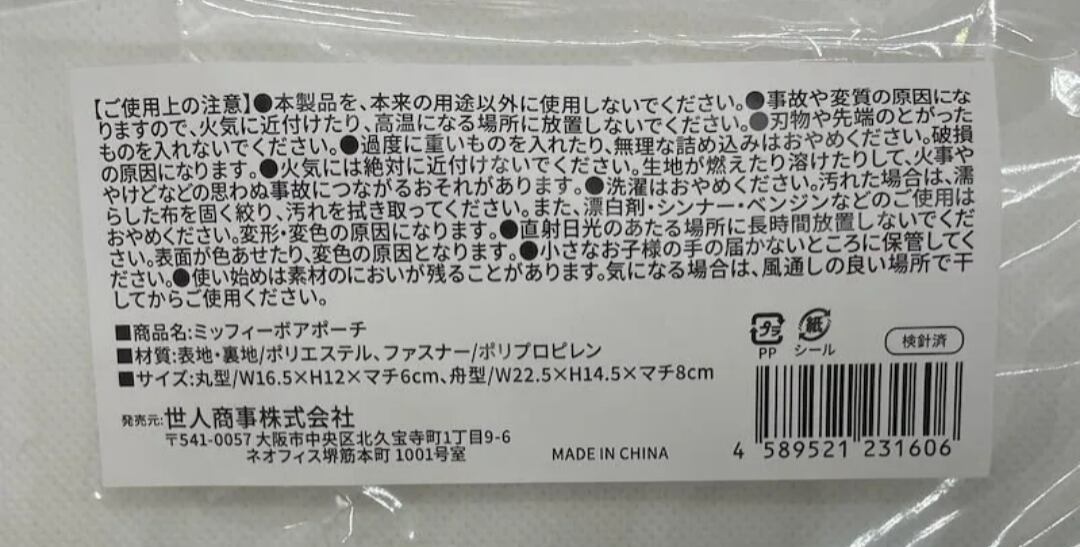 【ご使用上の注意】●本製品を、本来の用途以外に使用しないでください。●事故や変質の原因にな
りますので、火気に近付けたり、高温になる場所に放置しないでください。●刃物や先端のとがった
ものを入れないでください。●過度に重いものを入れたり、無理な詰め込みはおやめください。破損
の原因になります。●火気には絶対に近付けないでください。生地が燃えたり溶けたりして、火事や
やけどなどの思わぬ事故につながるおそれがあります。●洗濯はおやめください。汚れた場合は、濡
らした布を固く絞り、汚れを拭き取ってください。また、漂白剤・シンナー・ベンジンなどのご使用は
おやめください。変形・変色の原因になります。●直射日光のあたる場所に長時間放置しないでくだ
さい。表面が色あせたり、変色の原因となります。●小さなお子様の手の届かないところに保管してく
ださい。●使い始めは素材のにおいが残ることがあります。気になる場合は、風通しの良い場所で干
してからご使用ください。
■商品名:ミッフィーボアポーチ
■材質:表地・裏地/ポリエステル、ファスナー/ポリプロピレン
■サイズ:丸型/W16.5×H12×マチ6cm、舟型/W22.5×H14.5×マチ8cm
発売元:世人商事株式会社
〒541-0057 大阪市中央区北久宝寺町1丁目9-6
ネオフィス堺筋本町 1001号室
MADE IN CHINA
プラ
PP
紙
シール
検針済
4 589521 231606